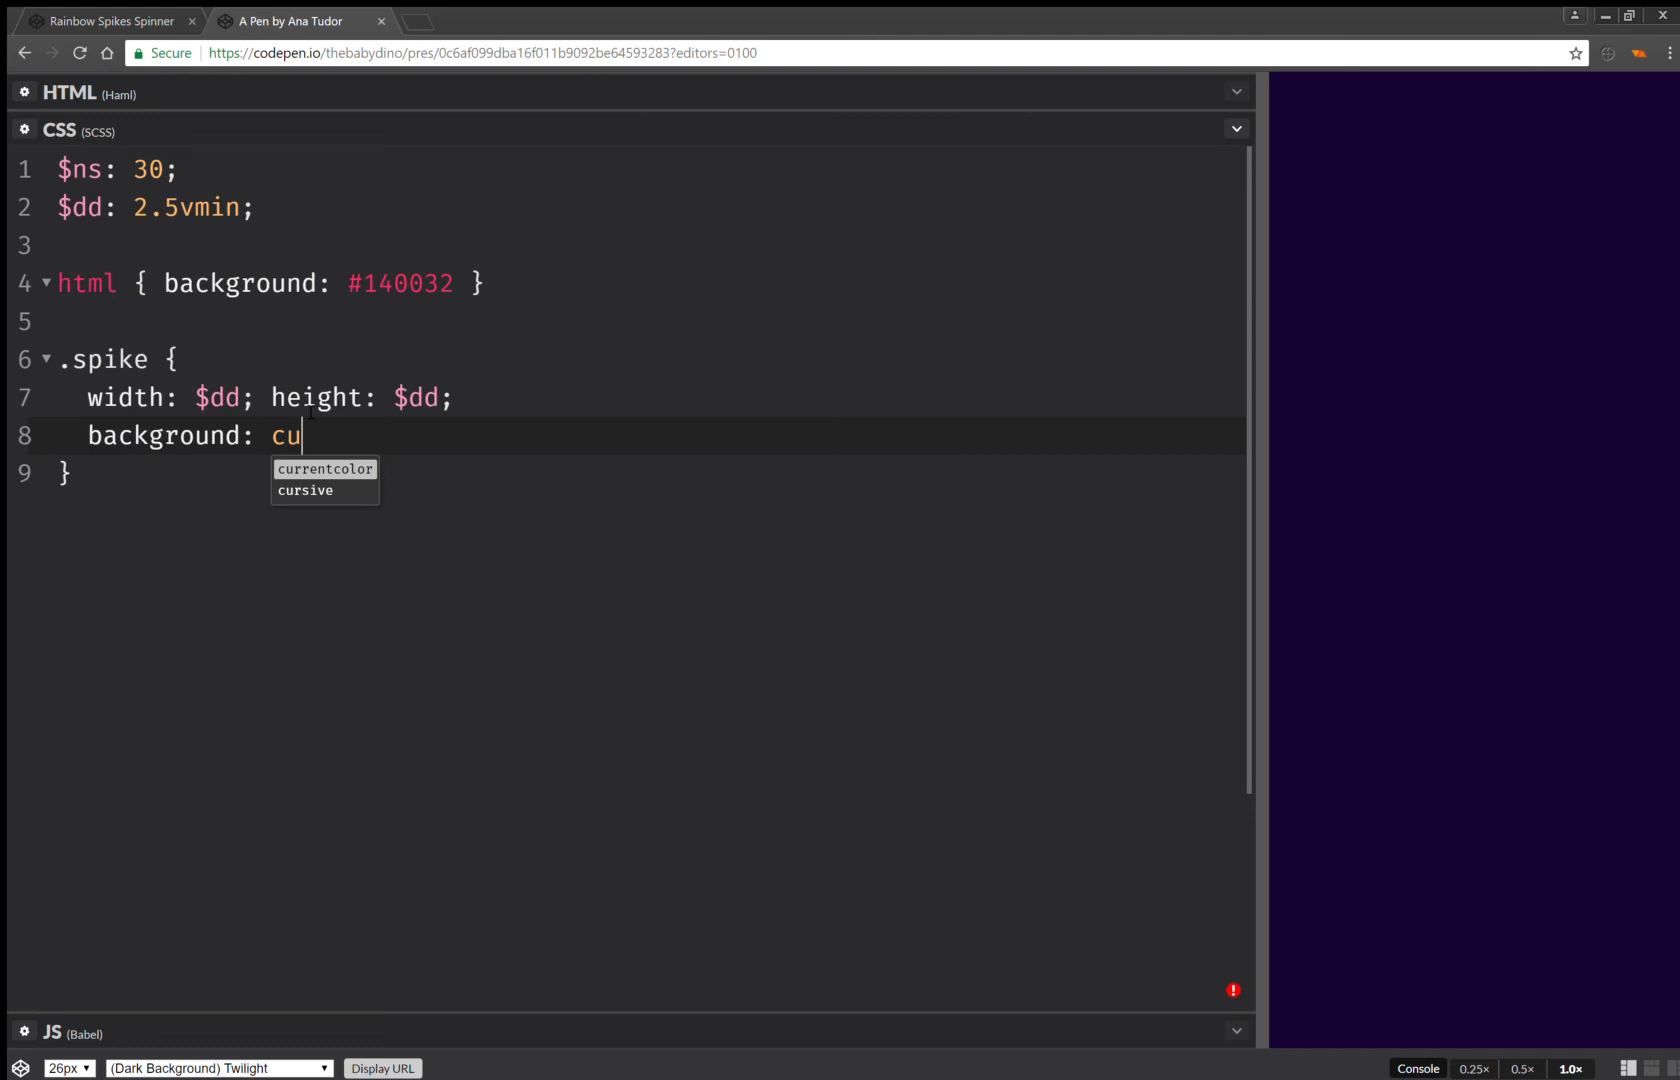 Rainbow Spikes Spinner × A Pen by Ana Tudor ×
Secure https://codepen.io/thebabydino/pres/0c6af099dba16f011b9092be64593283?editors=0100
HTML (Haml)
CSS (SCSS)
1 $ns: 30;
2 $dd: 2.5vmin;
3
4 html { background: #140032 }
5
6 .spike {
7 width: $dd; height: $dd;
8 background: cu
9 }
currentcolor
cursive
JS (Babel)
26px (Dark Background) Twilight Display URL Console 0.25× 0.5× 1.0×